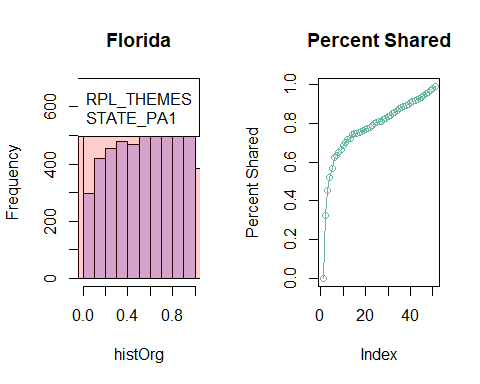 Florida
RPL_THEMES
STATE_PA1
Frequency
0
200
400
600
0.0
0.4
0.8
histOrg
Percent Shared
Percent Shared
0.0
0.2
0.4
0.6
0.8
1.0
0
20
40
Index